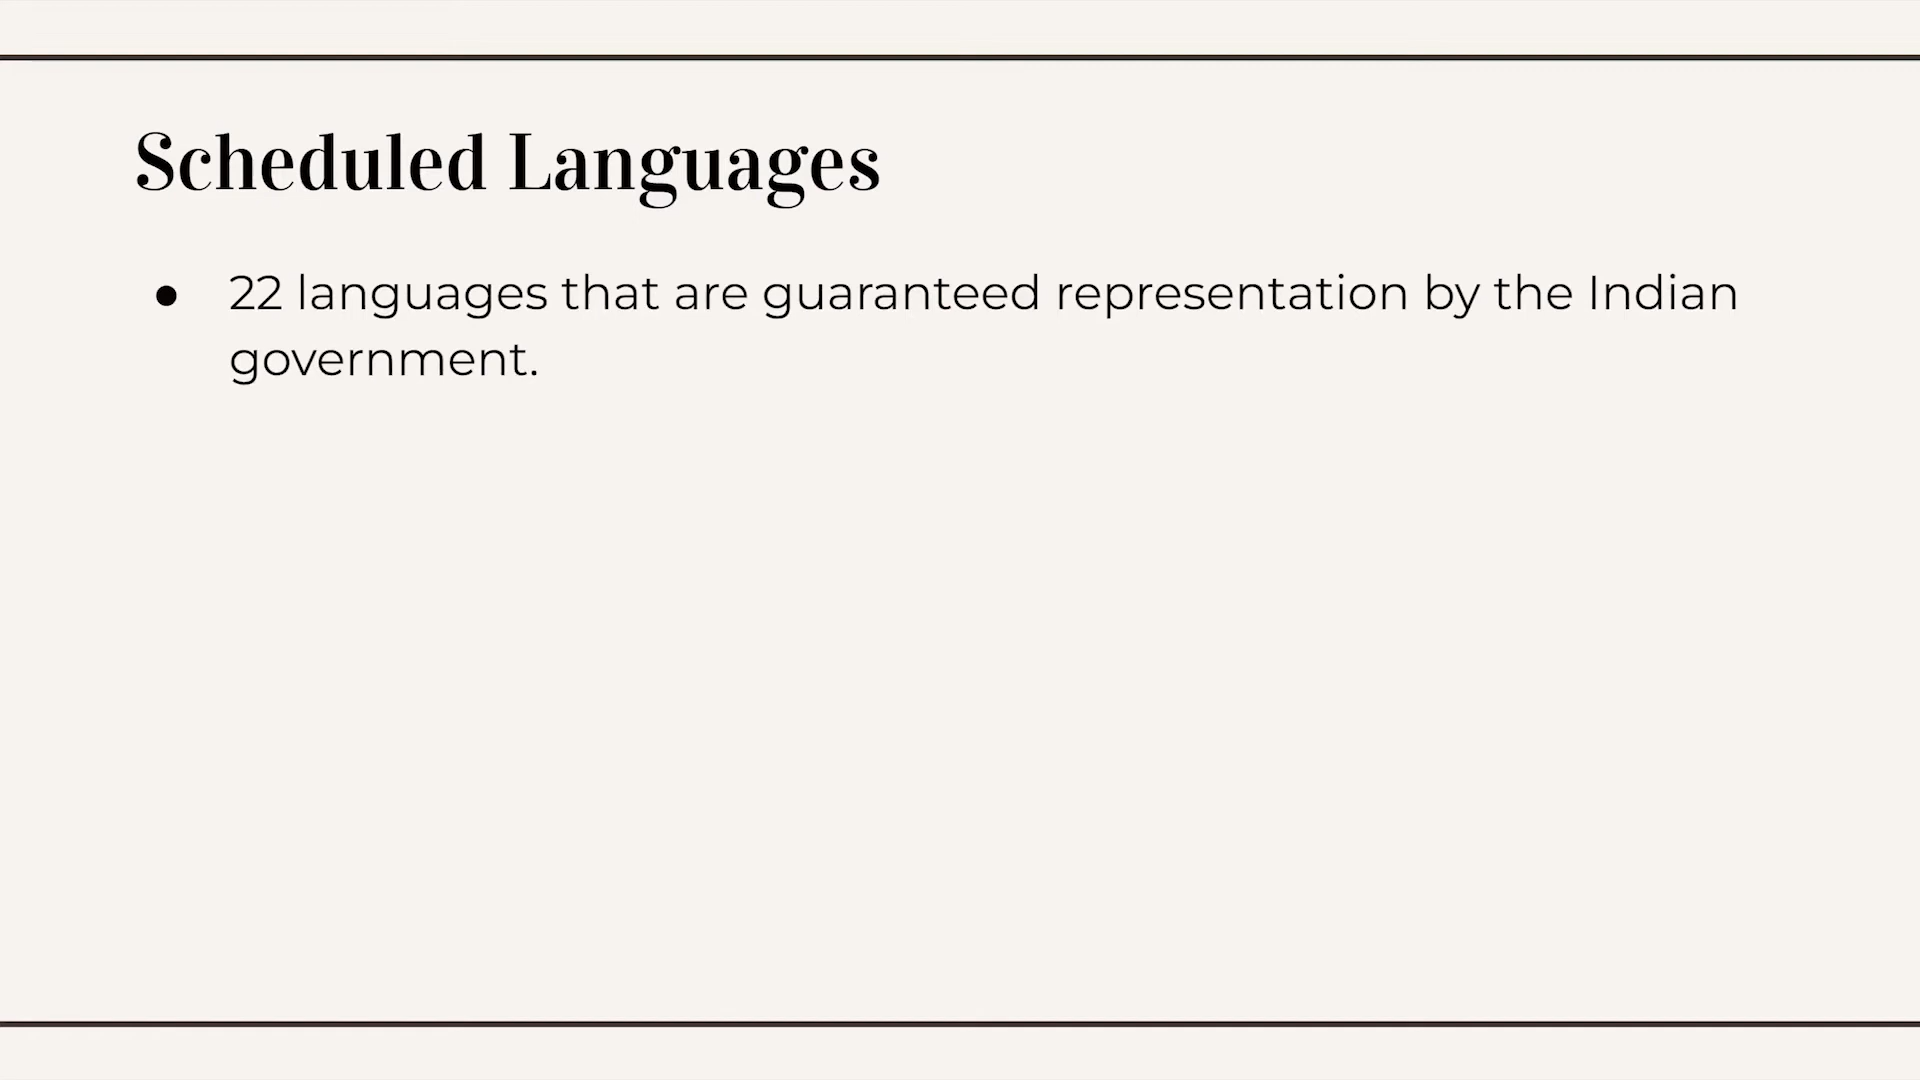 Scheduled Languages
● 22 languages that are guaranteed representation by the Indian
government.